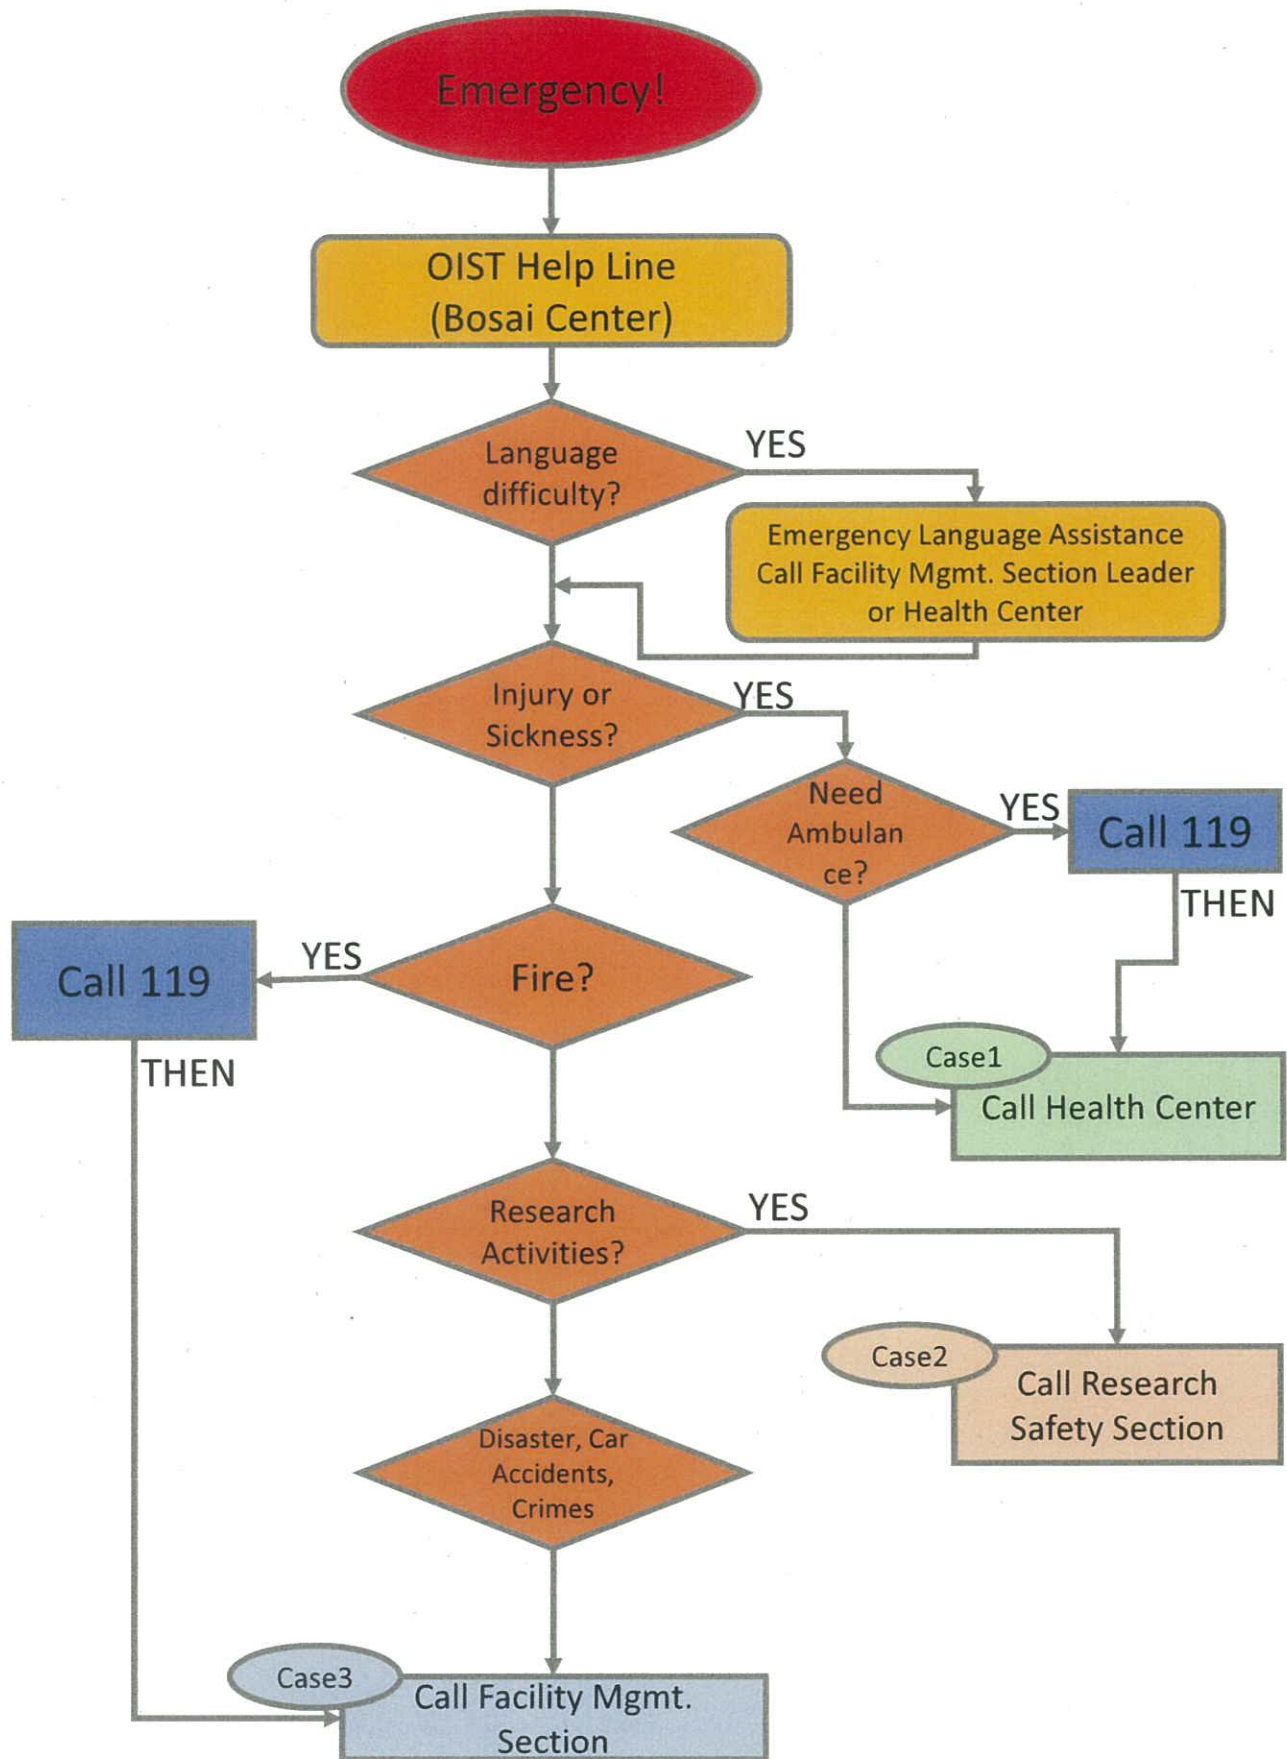 Emergency!
OIST Help Line
(Bosai Center)
Language
difficulty?
YES
Emergency Language Assistance
Call Facility Mgmt. Section Leader
or Health Center
Injury or
Sickness?
YES
Need
Ambulan
ce?
YES
Call 119
THEN
Case1
Call Health Center
Fire?
YES
Call 119
THEN
Research
Activities?
YES
Case2
Call Research
Safety Section
Disaster, Car
Accidents,
Crimes
Case3
Call Facility Mgmt.
Section